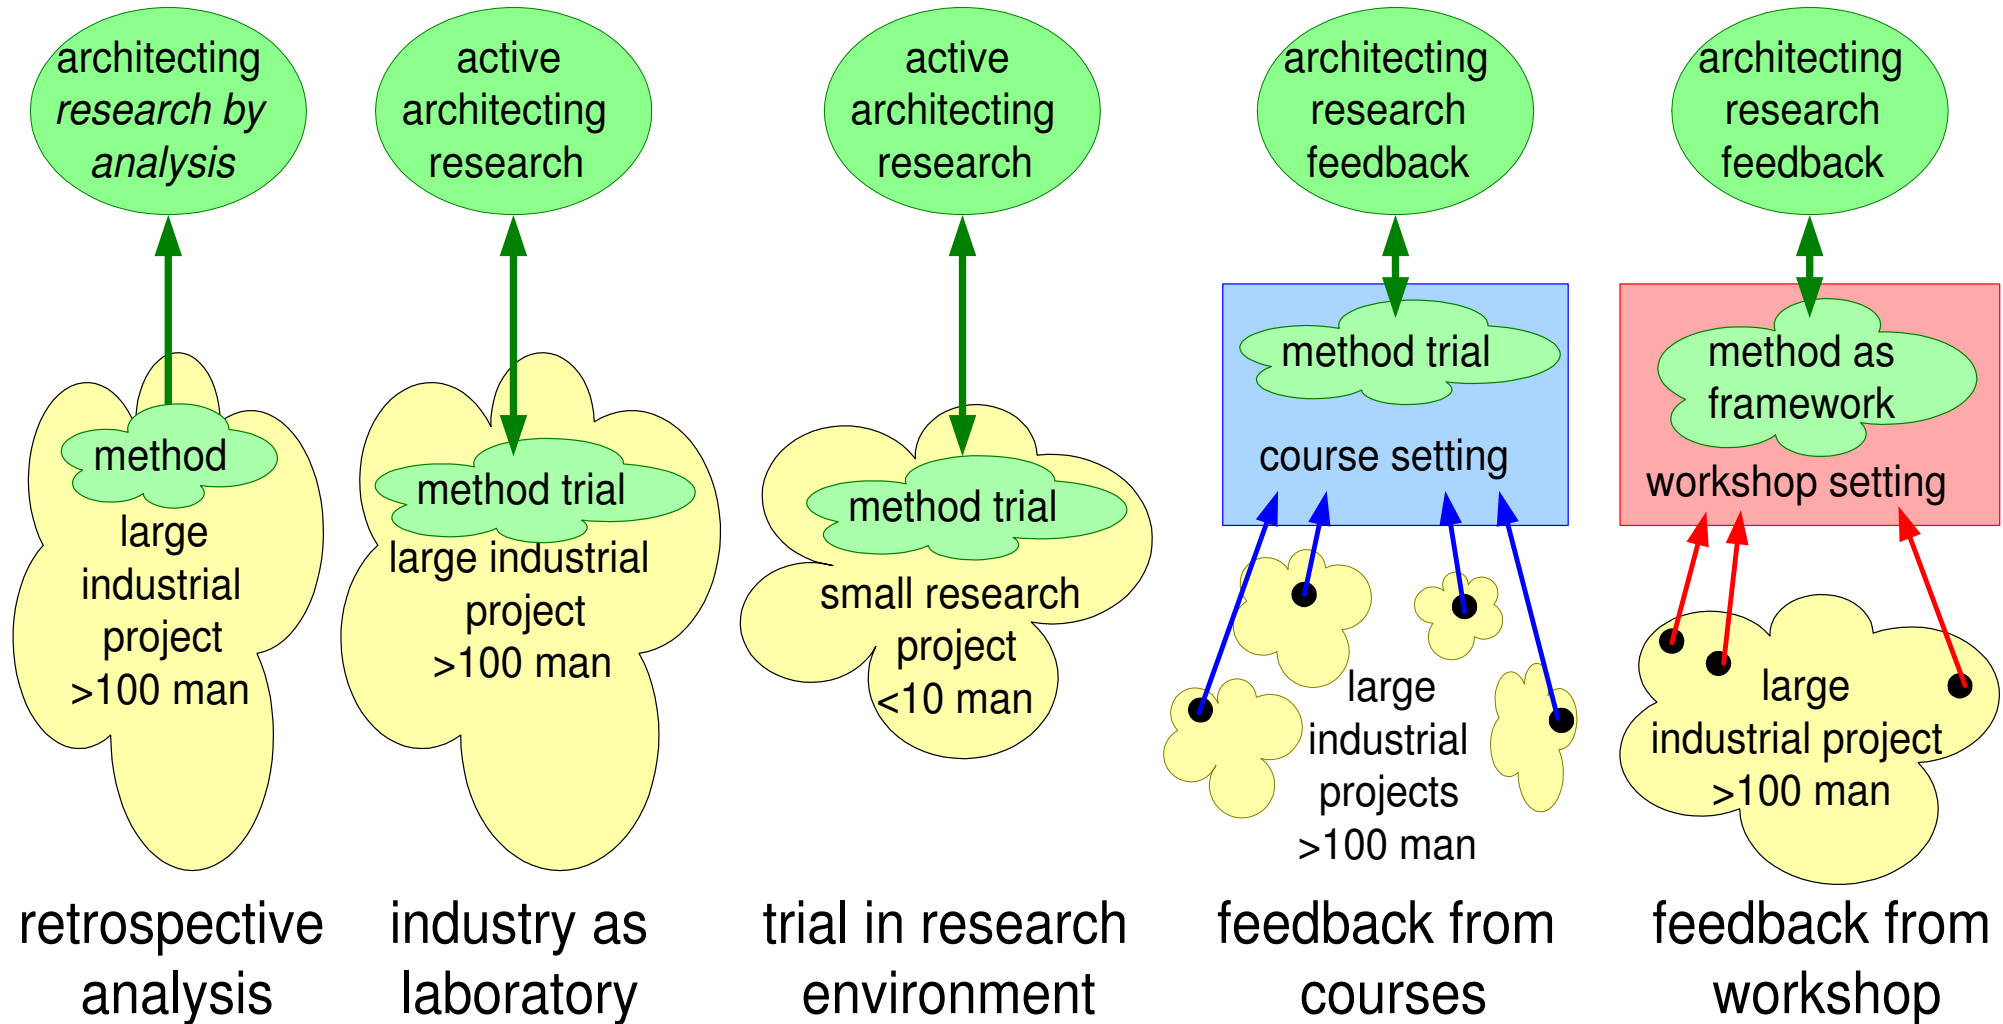 architecting
research by
analysis
method
large
industrial
project
>100 man
retrospective
analysis
active
architecting
research
method trial
large industrial
project
>100 man
industry as
laboratory
active
architecting
research
method trial
small research
project
<10 man
trial in research
environment
architecting
research
feedback
method trial
course setting
large
industrial
projects
>100 man
feedback from
courses
architecting
research
feedback
method as
framework
workshop setting
large
industrial project
>100 man
feedback from
workshop